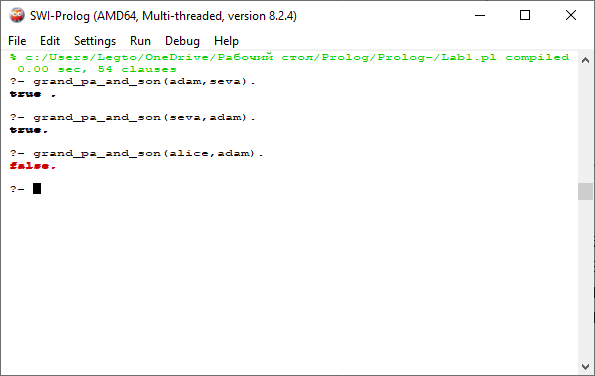 SWI-Prolog (AMD64, Multi-threaded, version 8.2.4)
File Edit Settings Run Debug Help
% c:/Users/Legto/OneDrive/Рабочий стол/Prolog/Prolog-/Lab1.pl compiled
0.00 sec, 54 clauses
?- grand_pa_and_son(adam,seva).
true .
?- grand_pa_and_son(seva,adam).
true.
?- grand_pa_and_son(alice,adam).
false.
?-